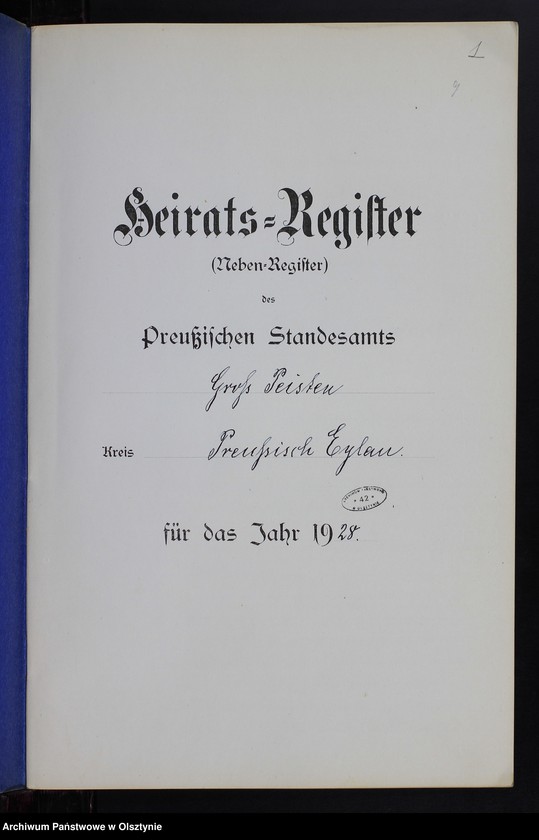 1
9
Heirats=Register
(Neben-Register)
des
Preußischen Standesamts
Gross Peisten
Kreis Preußisch Eylau.
42
für das Jahr 1928.
Archiwum Państwowe w Olsztynie